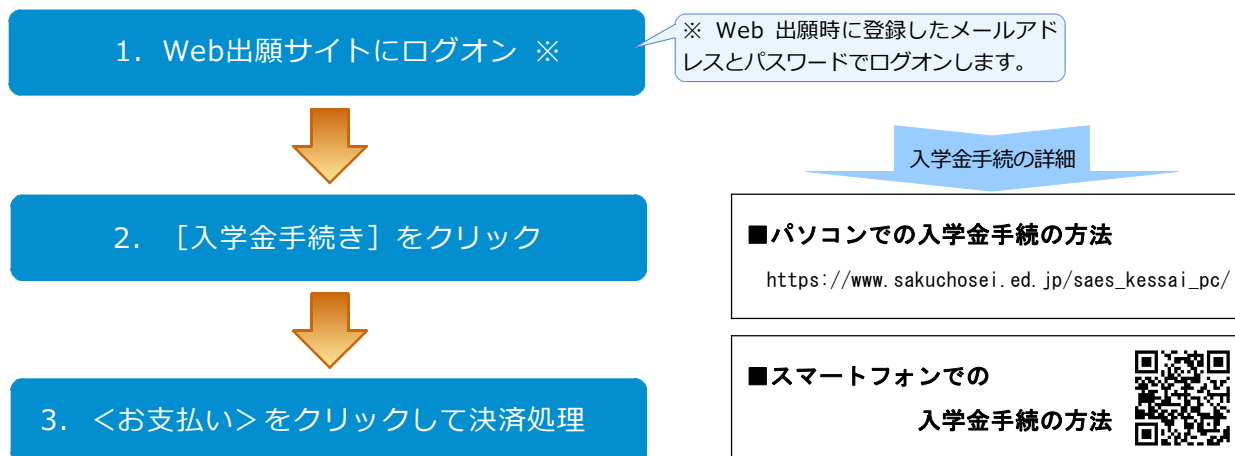 1. Web出願サイトにログオン ※
※ Web 出願時に登録したメールアド
レスとパスワードでログオンします。
2. ［入学金手続き］をクリック
3. ＜お支払い＞をクリックして決済処理
入学金手続の詳細
■パソコンでの入学金手続の方法
https://www.sakuchosei.ed.jp/saes_kessai_pc/
■スマートフォンでの
入学金手続の方法